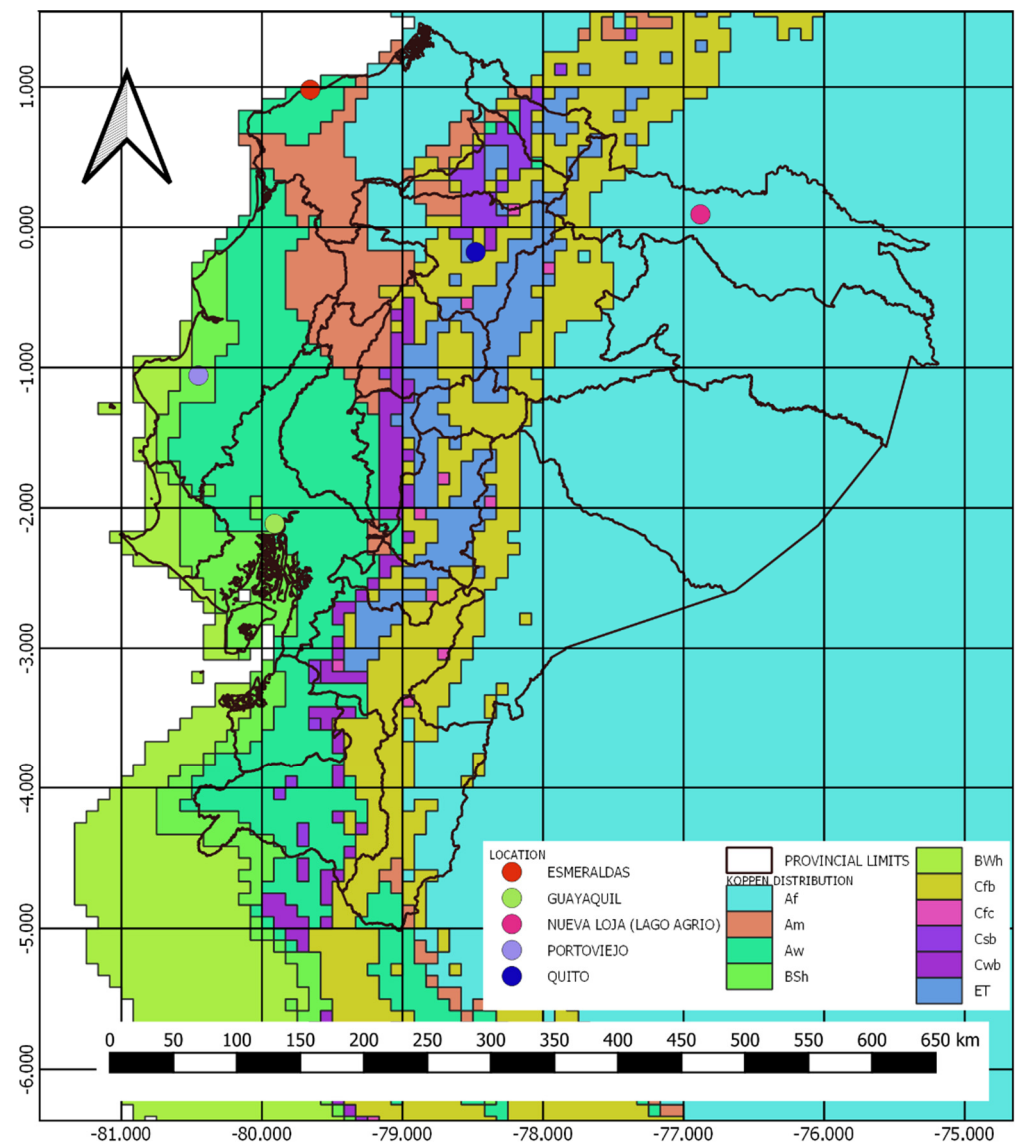 1.000
0.000
-1.000
-2.000
-3.000
-4.000
-5.000
-6.000
LOCATION
ESMERALDAS
GUAYAQUIL
NUEVA LOJA (LAGO AGRIO)
PORTOVIEJO
QUITO
PROVINCIAL LIMITS
KOPPEN DISTRIBUTION
Af
Am
Aw
BSh
BWh
Cfb
Cfc
Csb
Cwb
ET
0 50 100 150 200 250 350 400 450 500 550 600 650 km
-81.000 -80.000 -79.000 -78.000 -77.000 -76.000 -75.000